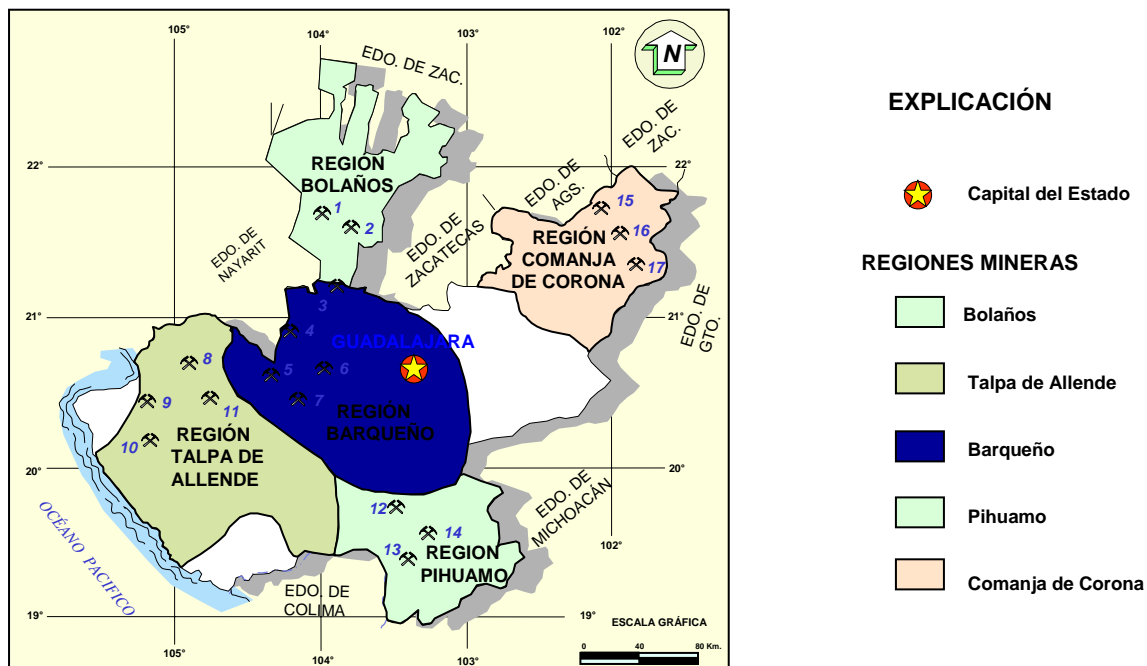 105°
104°
103°
102°
N
EDO. DE ZAC.
EDO. DE
ZAC.
22°
22°
REGIÓN
BOLAÑOS
1
2
EDO. DE
AGS.
15
16
17
REGIÓN
COMANJA
DE CORONA
EDO. DE
NAYARIT
EDO. DE
ZACATECAS
EDO. DE
GTO.
3
21°
21°
4
GUADALAJARA
5
6
7
8
9
10
11
REGIÓN
BARQUEÑO
REGIÓN
TALPA DE
ALLENDE
20°
20°
EDO. DE
MICHOACÁN
12
13
14
REGION
PIHUAMO
102°
OCÉANO PACIFICO
EDO. DE
COLIMA
19°
19°
ESCALA GRÁFICA
0 40 80 Km.
105°
104°
103°
EXPLICACIÓN
Capital del Estado
REGIONES MINERAS
Bolaños
Talpa de Allende
Barqueño
Pihuamo
Comanja de Corona